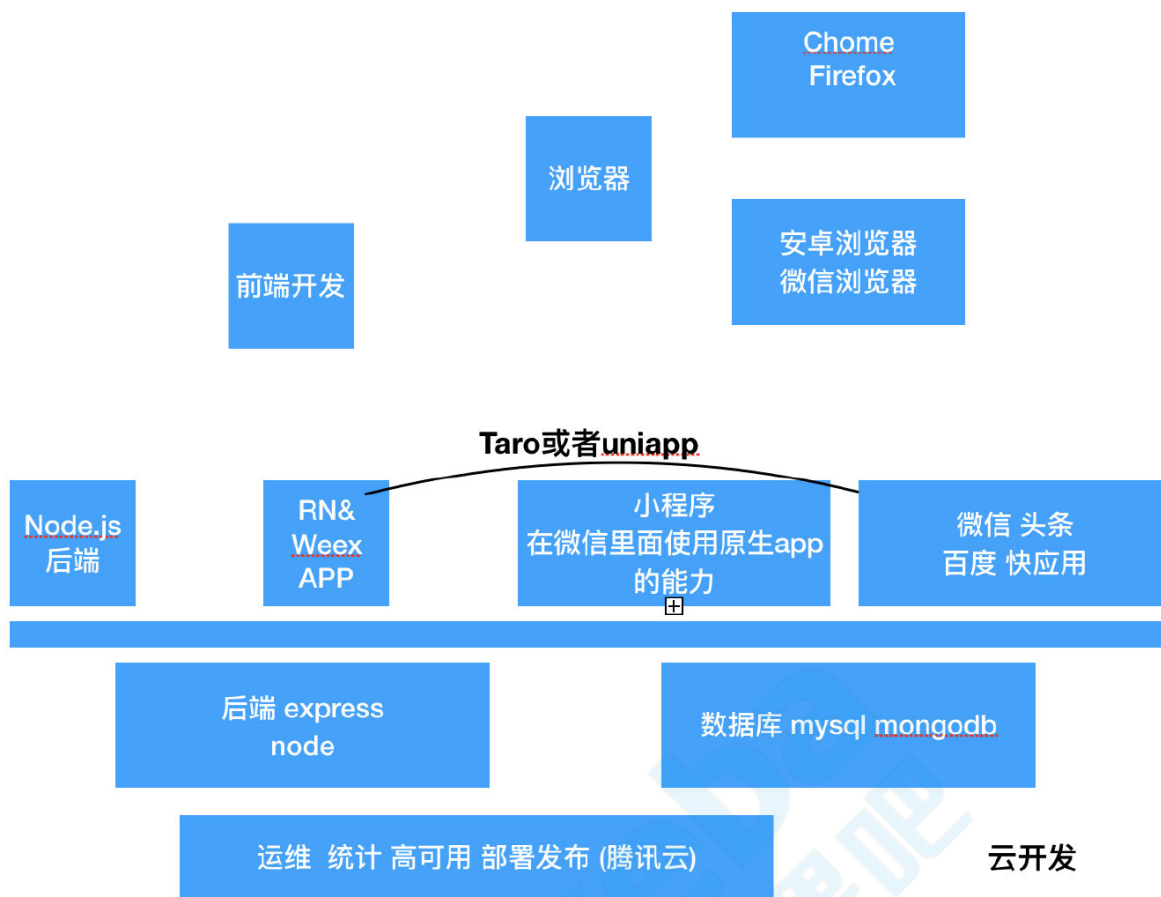 Chome
Firefox
浏览器
安卓浏览器
微信浏览器
前端开发
Taro或者uniapp
Node.js
后端
RN&
Weex
APP
小程序
在微信里面使用原生app
的能力
微信 头条
百度 快应用
后端 express
node
数据库 mysql mongodb
运维 统计 高可用 部署发布 (腾讯云)
云开发